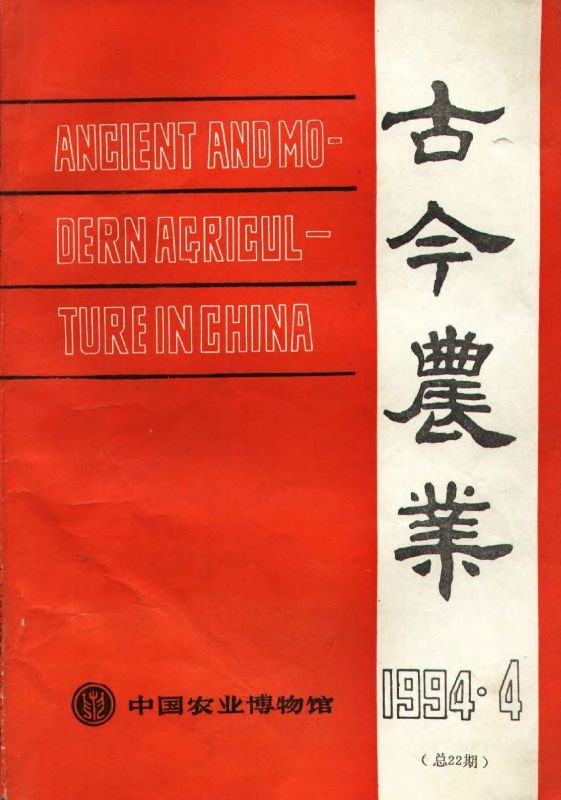 ANCIENT AND MO-
DERN AGRICUL-
TURE IN CHINA
古今農業
1994·4
(总22期)
中国农业博物馆